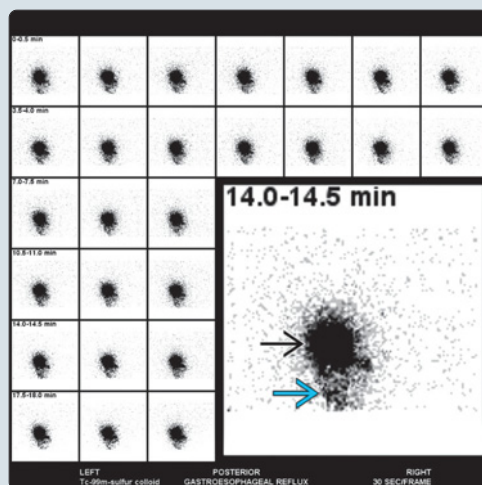 0-0.5 min
3.5-4.0 min
7.0-7.5 min
14.0-14.5 min
10.5-11.0 min
14.0-14.5 min
17.5-18.0 min
LEFT POSTERIOR RIGHT
Tc-99m-sulfur colloid GASTROESOPHAGEAL REFLUX 30 SEC/FRAME